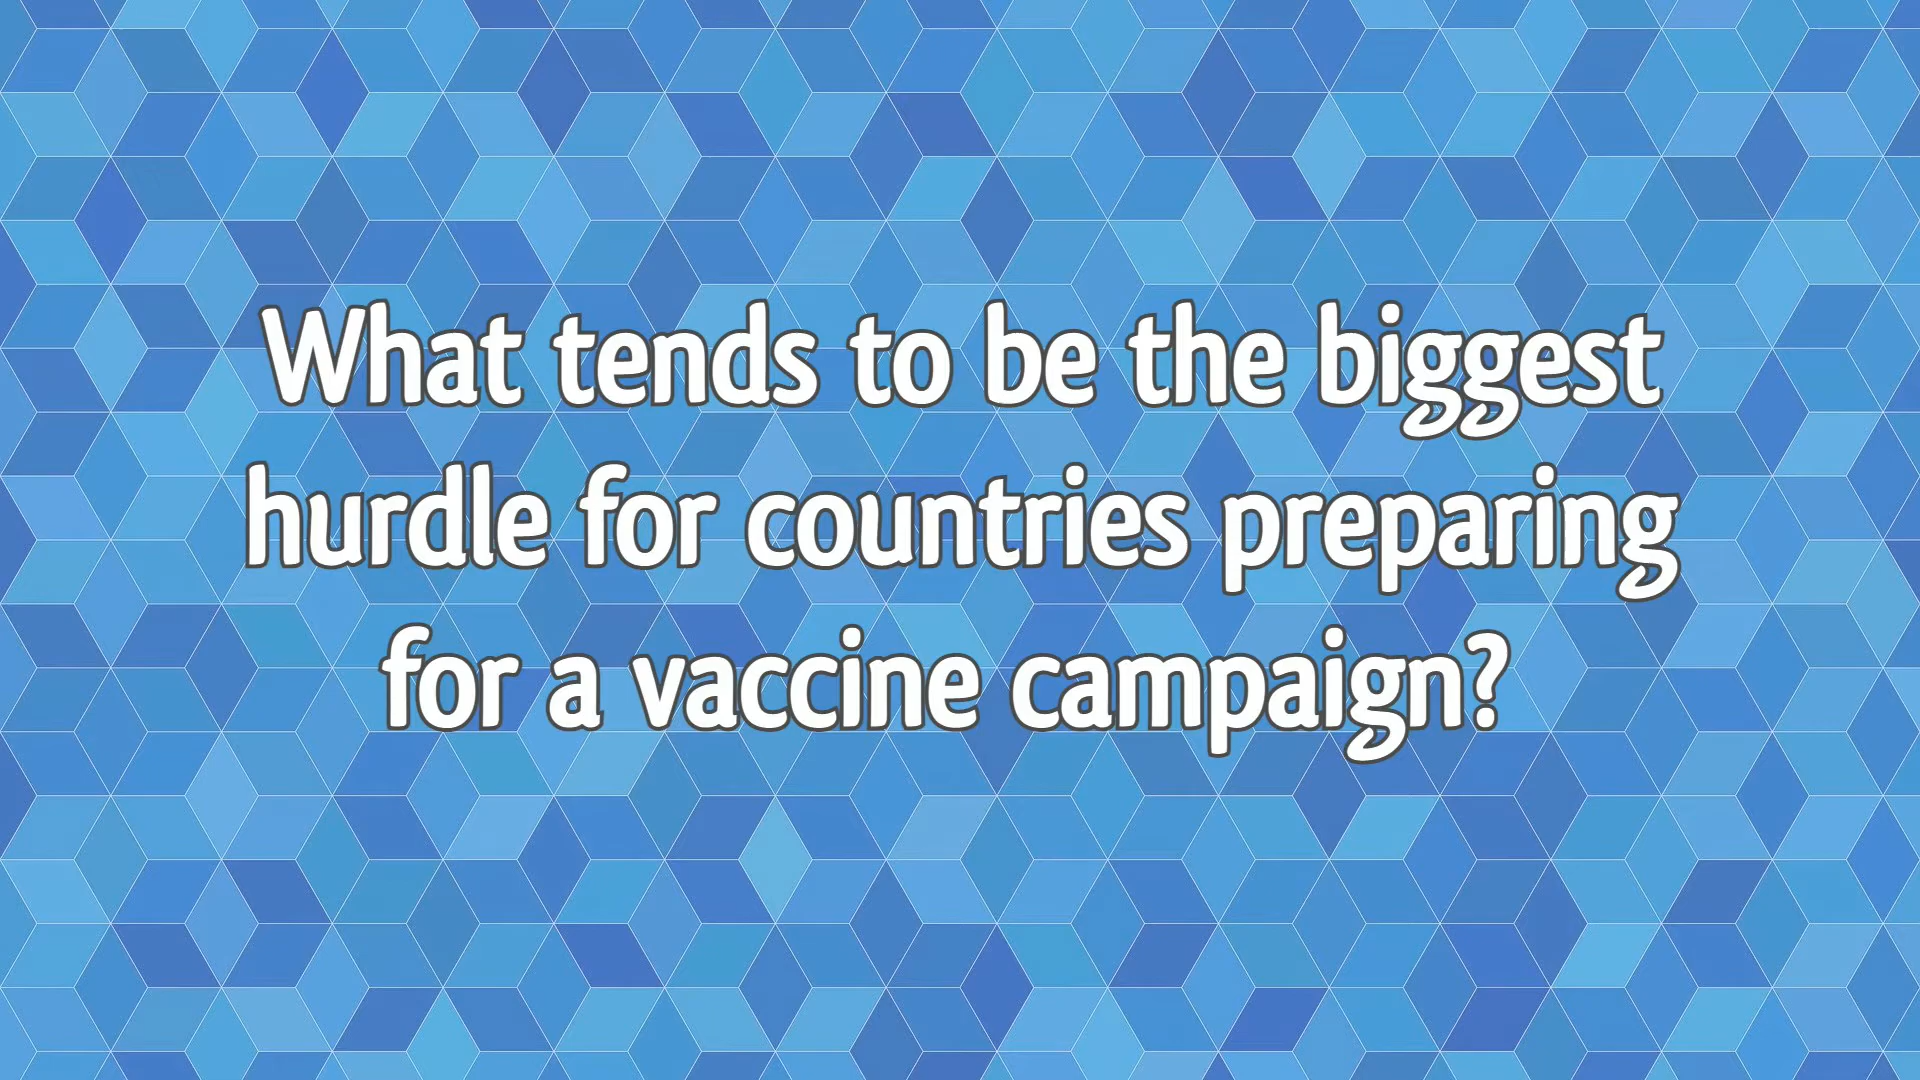 What tends to be the biggest
hurdle for countries preparing
for a vaccine campaign?